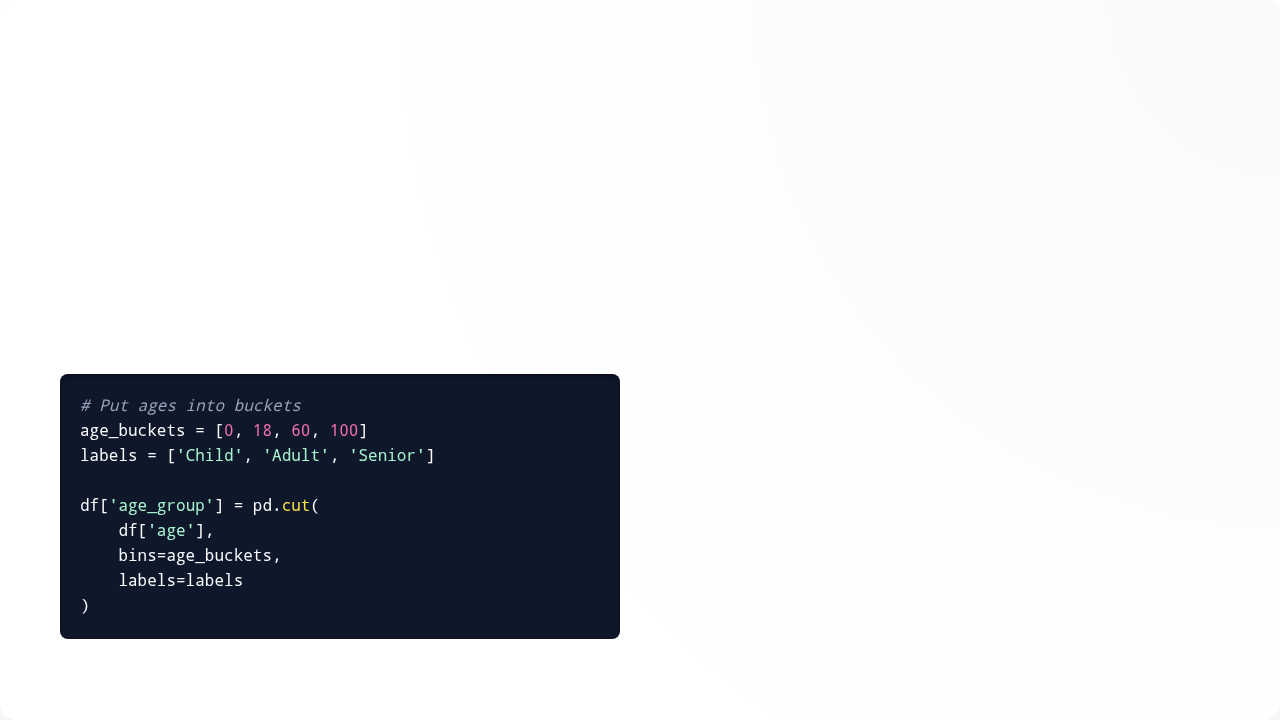 # Put ages into buckets
age_buckets = [0, 18, 60, 100]
labels = ['Child', 'Adult', 'Senior']

df['age_group'] = pd.cut(
    df['age'],
    bins=age_buckets,
    labels=labels
)